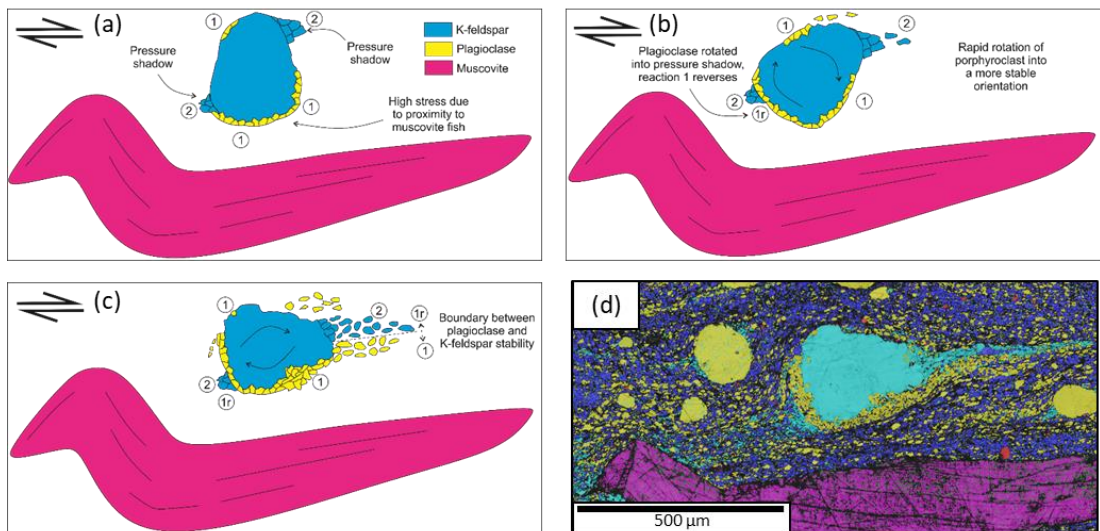 (a)
1
2
Pressure
shadow
Pressure
shadow
K-feldspar
Plagioclase
Muscovite
2
1
1
High stress due
to proximity to
muscovite fish
(b)
1
2
Plagioclase rotated
into pressure shadow,
reaction 1 reverses
Rapid rotation of
porphyroclast into
a more stable
orientation
2
1r
1
(c)
1
2
1r
1
Boundary between
plagioclase and
K-feldspar stability
2
1r
1
(d)
500 µm